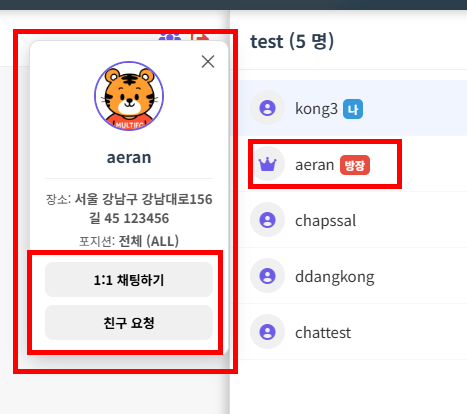 MULTIFC
aeran
장소: 서울 강남구 강남대로156
길 45 123456
포지션: 전체 (ALL)
1:1 채팅하기
친구 요청
test (5 명)
kong3 나
aeran 방장
chapssal
ddangkong
chattest